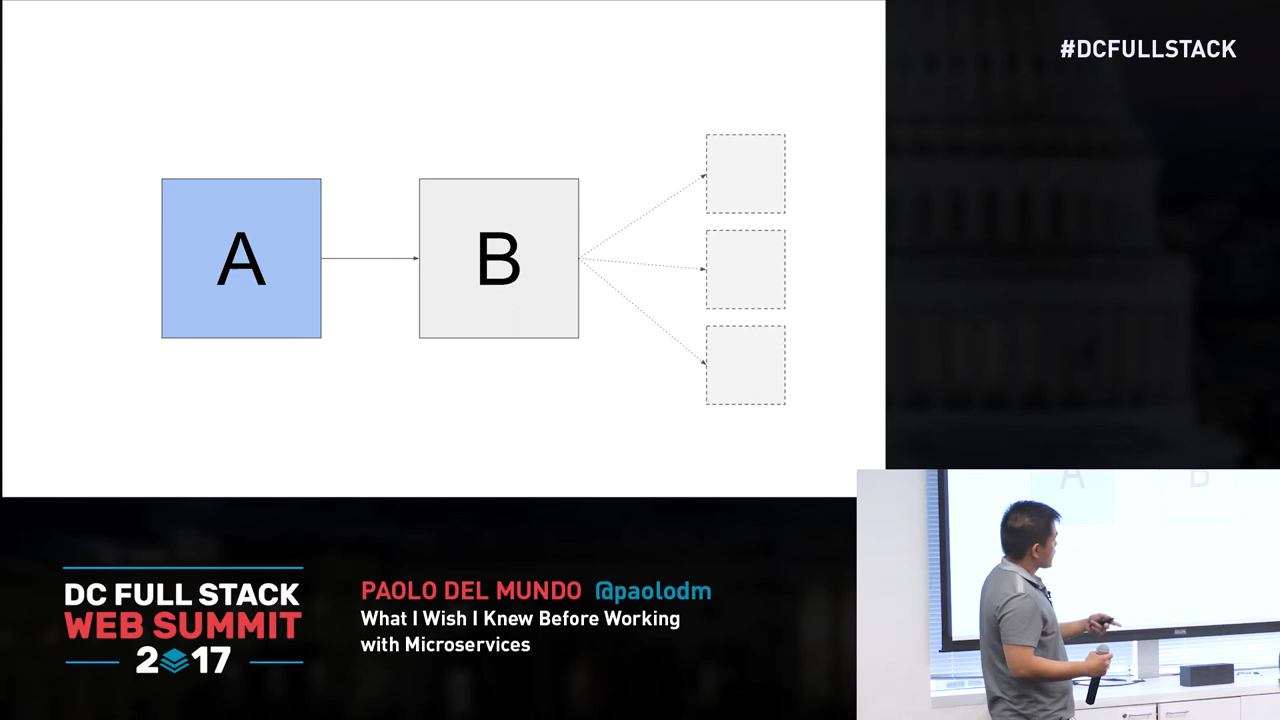 #DCFULLSTACK
A
B
A
B
DC FULL STACK
WEB SUMMIT
2017
PAOLO DEL MUNDO @paolodm
What I Wish I Knew Before Working
with Microservices